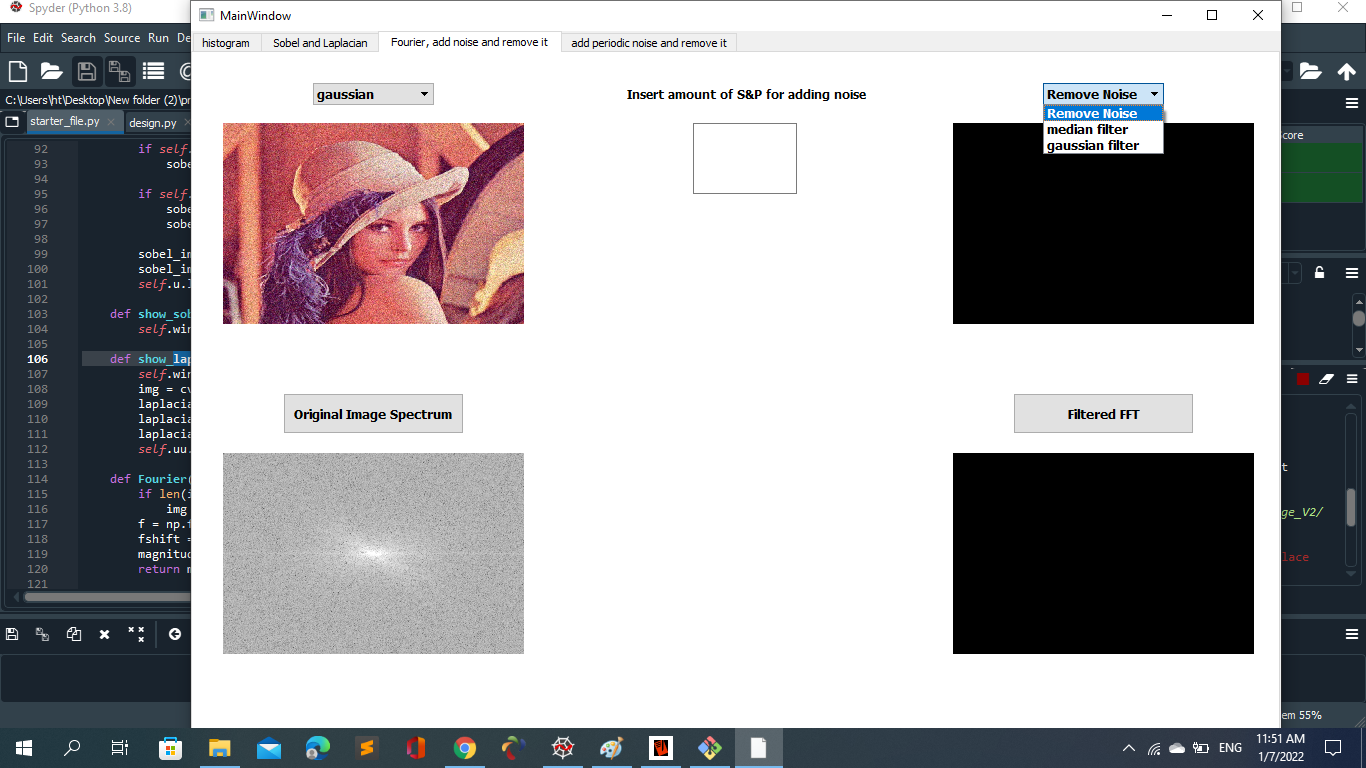 Spyder (Python 3.8)
MainWindow
File Edit Search Source Run De
histogram
Sobel and Laplacian
Fourier, add noise and remove it
add periodic noise and remove it
C:\Users\ht\Desktop\New folder (2)\pr
starter_file.py
design.py
gaussian
Insert amount of S&P for adding noise
Remove Noise
Remove Noise
median filter
gaussian filter
core
92 if self.
93 sobe
94
95 if self.
96 sobe
97 sobe
98
99 sobel_im
100 sobel_im
101 self.u.l
102
103 def show_sob
104 self.win
105
106 def show_lap
107 self.win
108 img = cv
109 laplacia
110 laplacia
111 laplacia
112 self.uu.
113
114 def Fourier(
115 if len(i
116 img
117 f = np.f
118 fshift =
119 magnitud
120 return m
121
Original Image Spectrum
Filtered FFT
t
ge_V2/
lace
em 55%
ENG
11:51 AM
1/7/2022